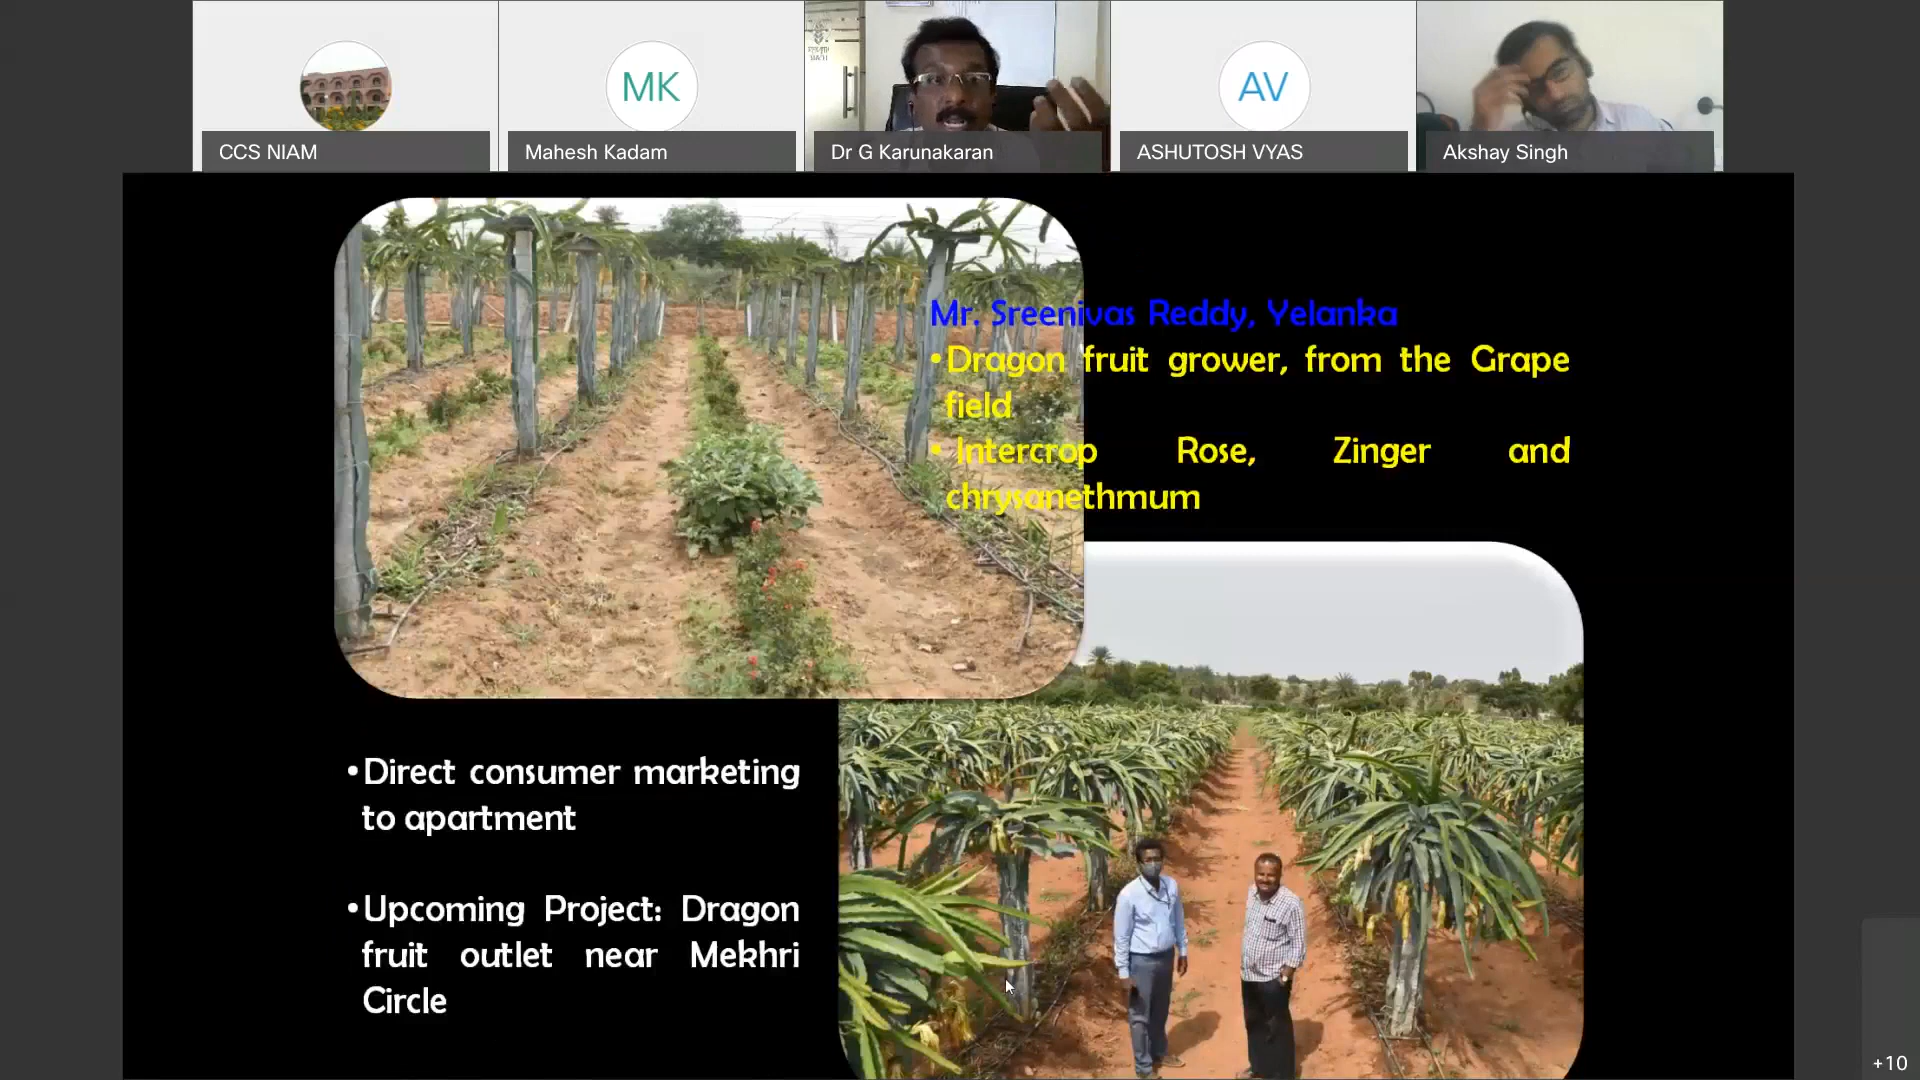 MK
AV
CCS NIAM
Mahesh Kadam
Dr G Karunakaran
ASHUTOSH VYAS
Akshay Singh
Mr. Sreenivas Reddy, Yelanka
•Dragon fruit grower, from the Grape
field
• Intercrop Rose, Zinger and
chrysanethmum
•Direct consumer marketing
to apartment
•Upcoming Project: Dragon
fruit outlet near Mekhri
Circle
+10